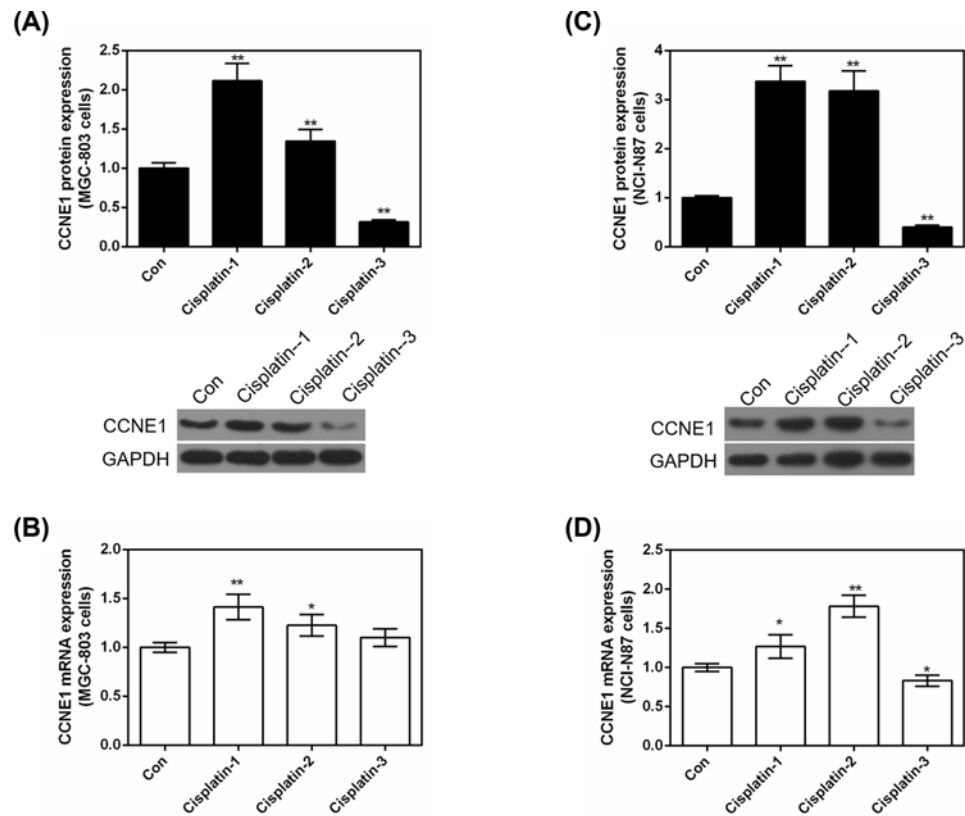 (A)
CCNE1 protein expression
(MGC-803 cells)
2.5
2.0
1.5
1.0
0.5
0.0
**
**
**
Con
Cisplatin-1
Cisplatin-2
Cisplatin-3
Con
Cisplatin--1
Cisplatin--2
Cisplatin--3
CCNE1
GAPDH
(B)
CCNE1 mRNA expression
(MGC-803 cells)
2.0
1.5
1.0
0.5
0.0
**
*
Con
Cisplatin-1
Cisplatin-2
Cisplatin-3
(C)
CCNE1 protein expression
(NCI-N87 cells)
4
3
2
1
0
**
**
**
Con
Cisplatin-1
Cisplatin-2
Cisplatin-3
Con
Cisplatin--1
Cisplatin--2
Cisplatin--3
CCNE1
GAPDH
(D)
CCNE1 mRNA expression
(NCI-N87 cells)
2.5
2.0
1.5
1.0
0.5
0.0
*
**
*
Con
Cisplatin-1
Cisplatin-2
Cisplatin-3